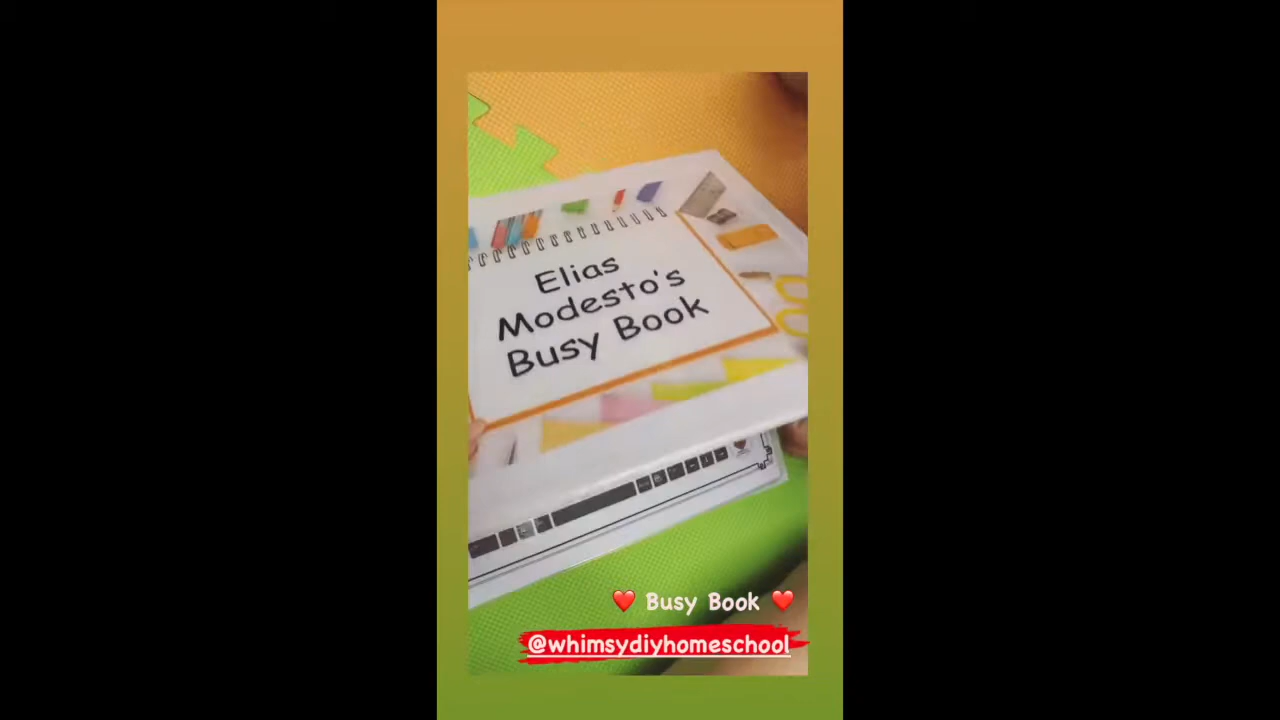 Elias
Modesto's
Busy Book
❤️ Busy Book ❤️
@whimsydiyhomeschool